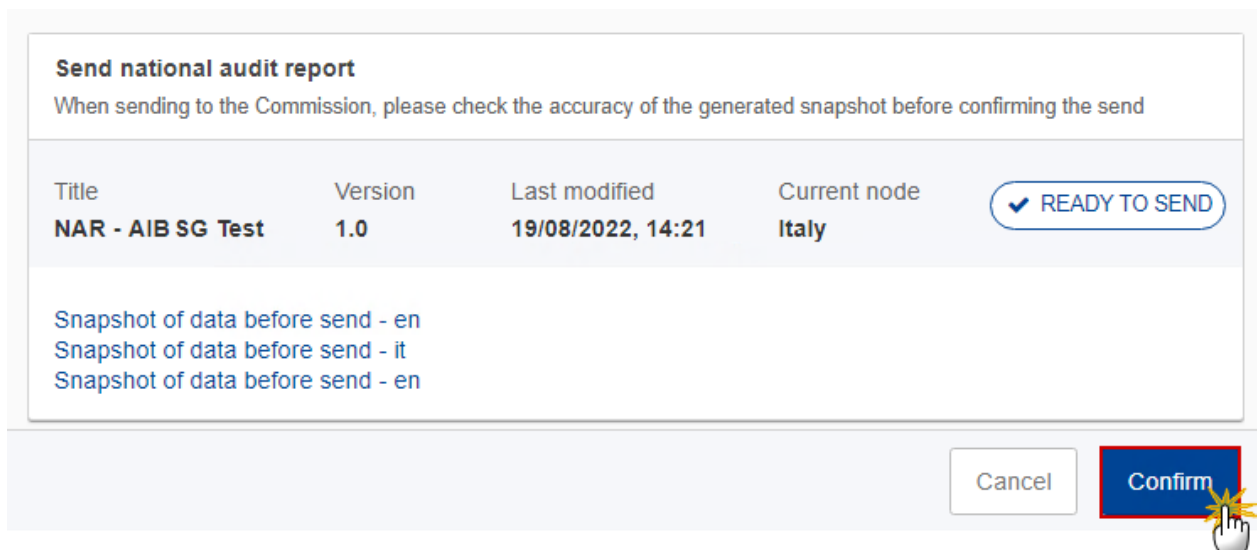 Send national audit report
When sending to the Commission, please check the accuracy of the generated snapshot before confirming the send
Title Version Last modified Current node
NAR - AIB SG Test 1.0 19/08/2022, 14:21 Italy READY TO SEND
Snapshot of data before send - en
Snapshot of data before send - it
Snapshot of data before send - en
Cancel Confirm